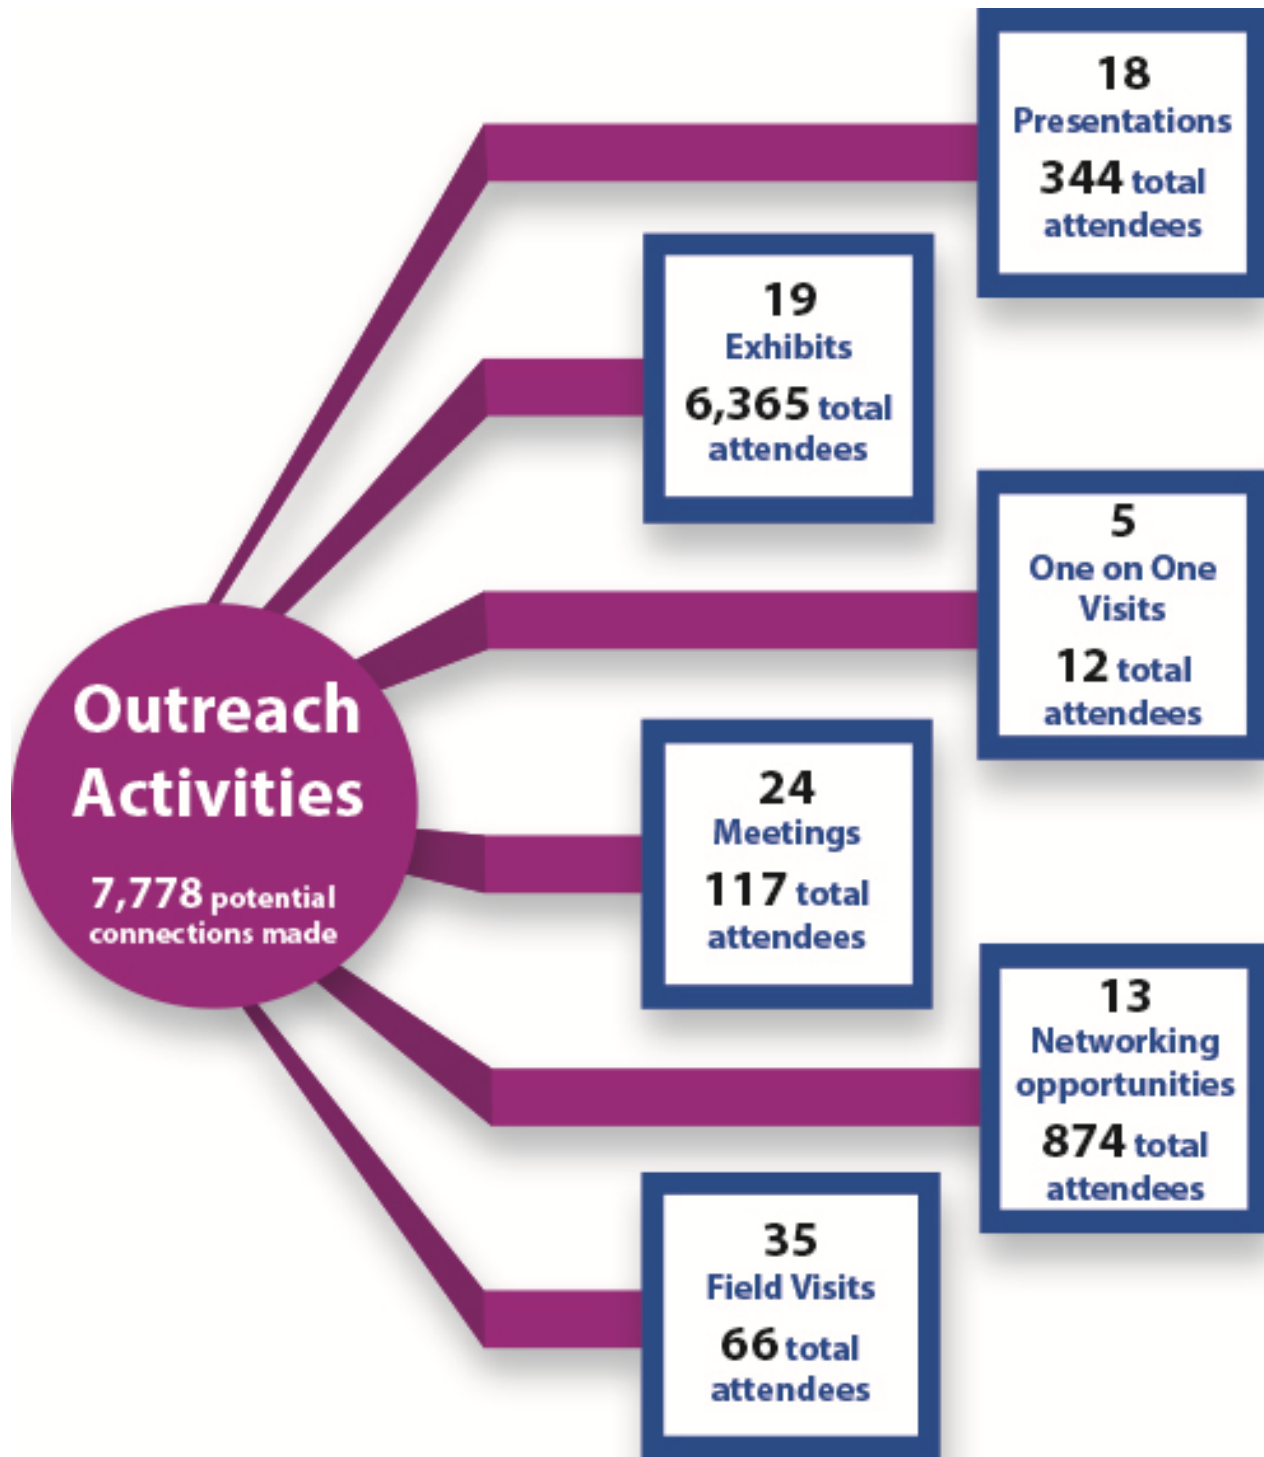 Outreach
Activities
7,778 potential
connections made
18
Presentations
344 total
attendees
19
Exhibits
6,365 total
attendees
5
One on One
Visits
12 total
attendees
24
Meetings
117 total
attendees
13
Networking
opportunities
874 total
attendees
35
Field Visits
66 total
attendees